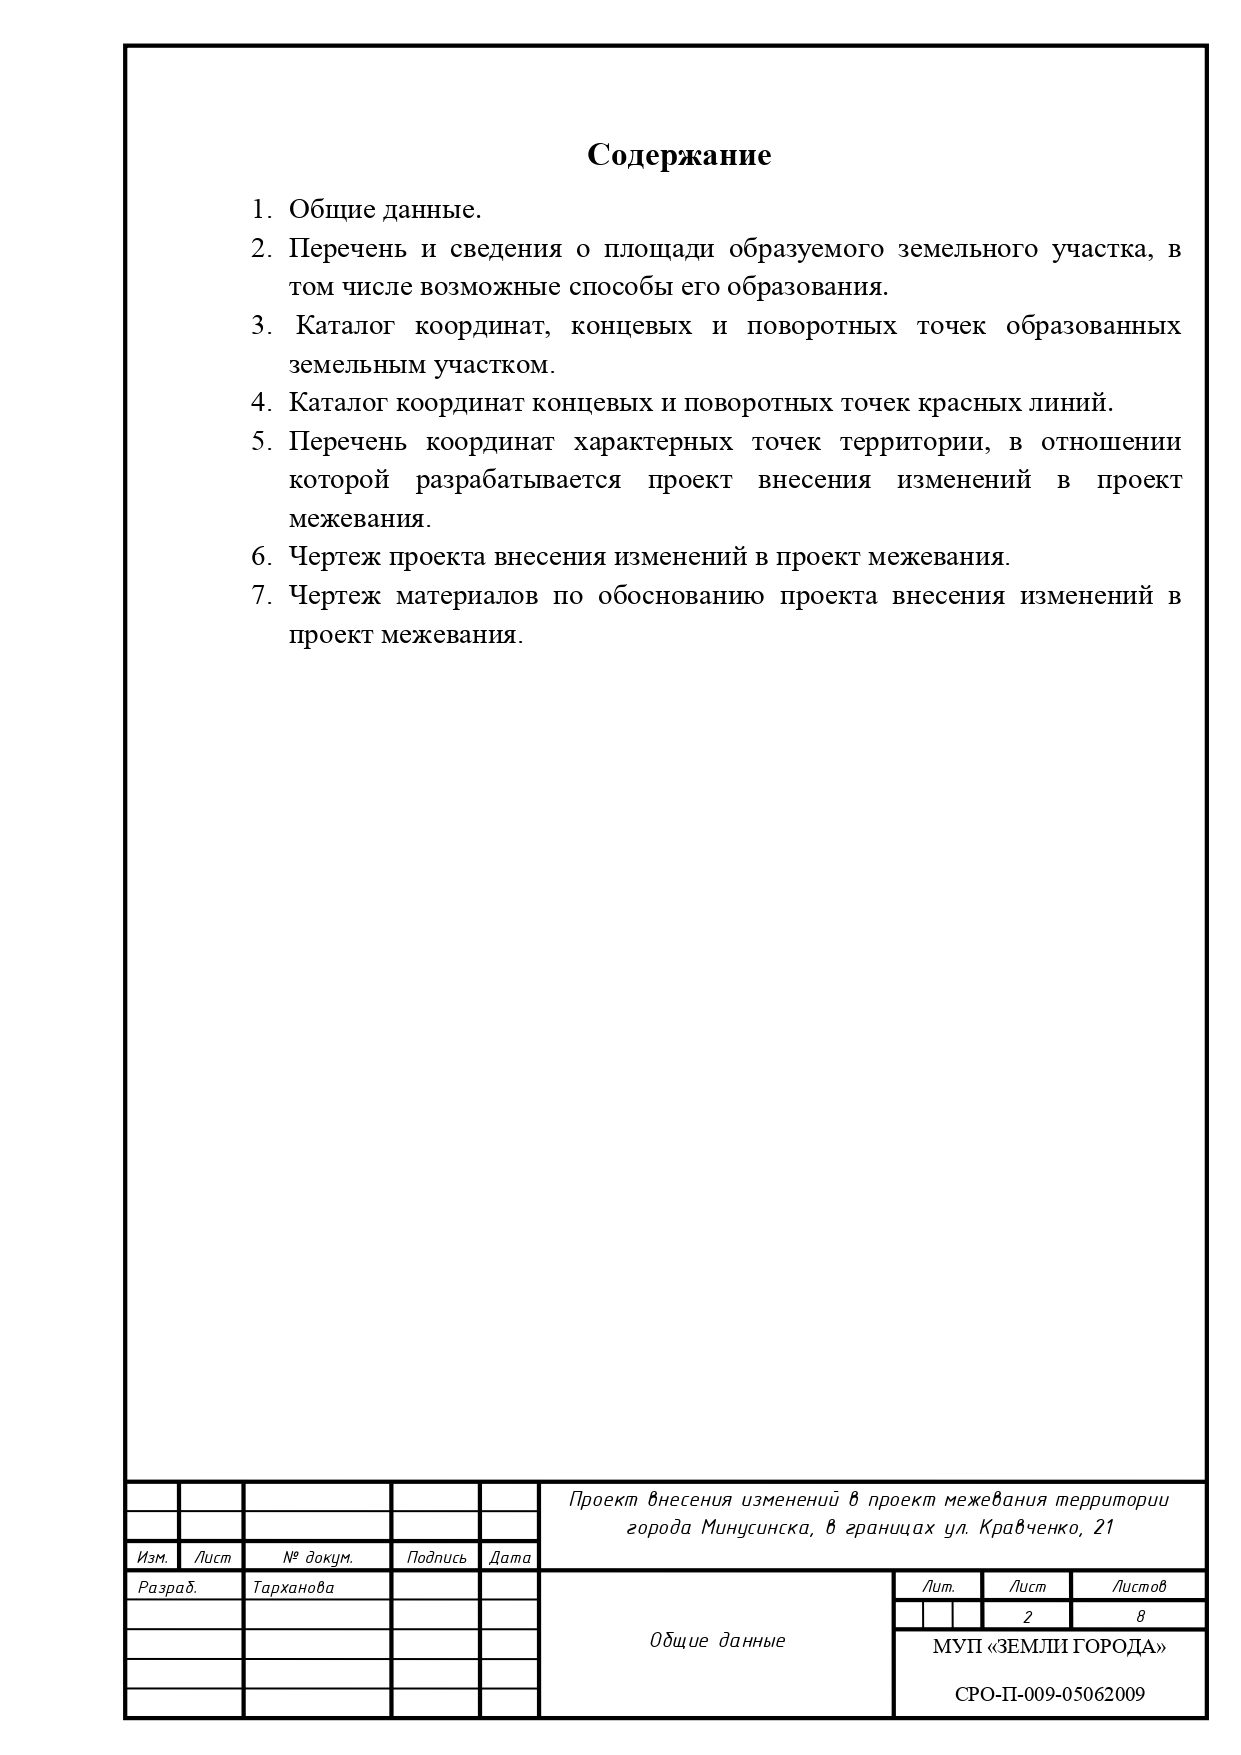 Содержание
1. Общие данные.
2. Перечень и сведения о площади образуемого земельного участка, в
том числе возможные способы его образования.
3. Каталог координат, концевых и поворотных точек образованных
земельным участком.
4. Каталог координат концевых и поворотных точек красных линий.
5. Перечень координат характерных точек территории, в отношении
которой разрабатывается проект внесения изменений в проект
межевания.
6. Чертеж проекта внесения изменений в проект межевания.
7. Чертеж материалов по обоснованию проекта внесения изменений в
проект межевания.
Проект внесения изменений в проект межевания территории
города Минусинска, в границах ул. Кравченко, 21
Изм. Лист № докум. Подпись Дата
Разраб. Тарханова
Общие данные
Лит. Лист Листов
2 8
МУП «ЗЕМЛИ ГОРОДА»
СРО-П-009-05062009